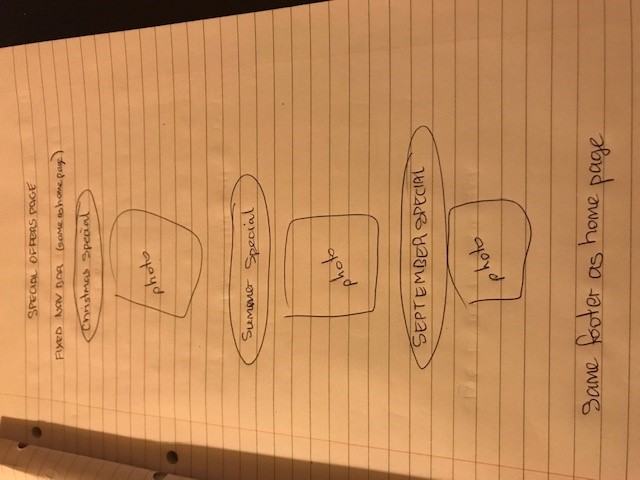 SPECIAL OFFERS PAGE
FIXED NAV BAR (same as home page)
Christmas Special
photo
Summer Special
photo
SEPTEMBER SPECIAL
photo
Same footer as home page